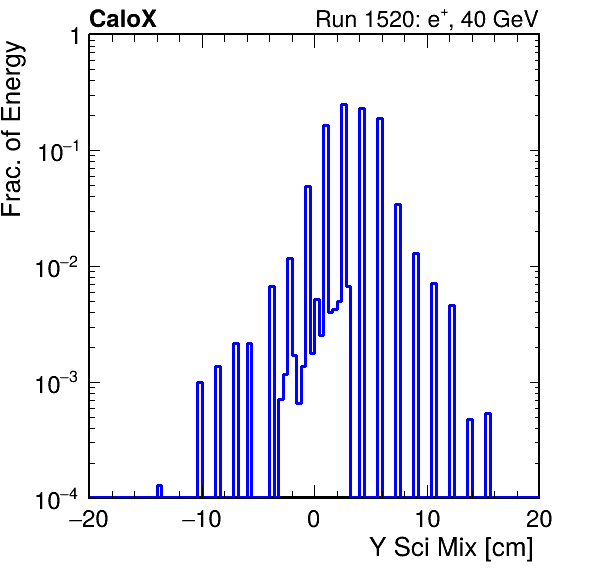 CaloX Run 1520: e⁺, 40 GeV
Frac. of Energy
1
10⁻¹
10⁻²
10⁻³
10⁻⁴
−20 −10 0 10 20
Y Sci Mix [cm]